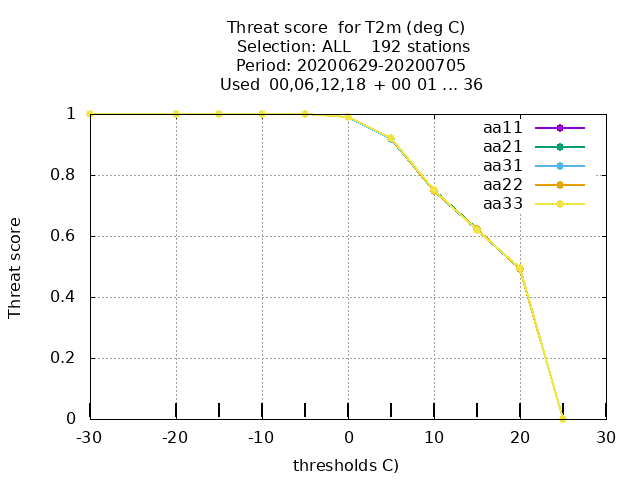 Threat score  for T2m (deg C)
Selection: ALL    192 stations
Period: 20200629-20200705
Used  00,06,12,18  + 00 01 ... 36
Threat score
1
0.8
0.6
0.4
0.2
0
aa11
aa21
aa31
aa22
aa33
-30
-20
-10
0
10
20
30
thresholds C)